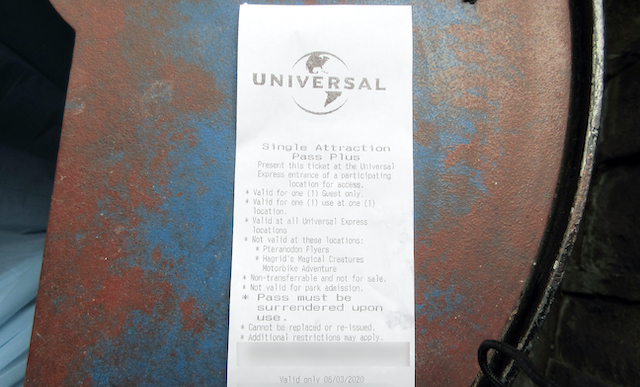 UNIVERSAL
Single Attraction
Pass Plus
Present this ticket at the Universal
Express entrance of a participating
location for access.
* Valid for one (1) Guest only.
* Valid for one (1) use at one (1)
location.
* Valid at all Universal Express
locations
* Not valid at these locations:
* Pteranodon Flyers
* Hagrid's Magical Creatures
Motorbike Adventure
* Non-transferrable and not for sale.
* Not valid for park admission.
* Pass must be
surrendered upon
use.
* Cannot be replaced or re-issued.
* Additional restrictions may apply.
Valid only 06/03/2020